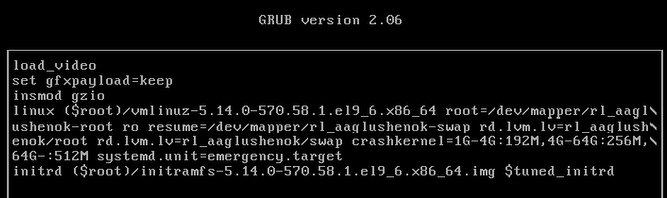 GRUB version 2.06
load_video
set gfxpayload=keep
insmod gzio
linux ($root)/vmlinuz-5.14.0-570.58.1.el9_6.x86_64 root=/dev/mapper/rl_aagl\
ushenok-root ro resume=/dev/mapper/rl_aaglushenok-swap rd.lvm.lv=rl_aaglush\
enok/root rd.lvm.lv=rl_aaglushenok/swap crashkernel=1G-4G:192M,4G-64G:256M,\
64G-:512M systemd.unit=emergency.target
initrd ($root)/initramfs-5.14.0-570.58.1.el9_6.x86_64.img $tuned_initrd